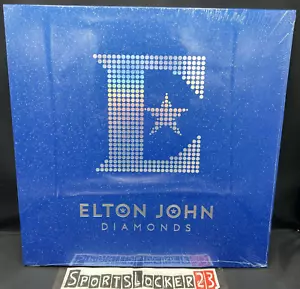 E
ELTON JOHN
DIAMONDS
SPORTSLOCKER23